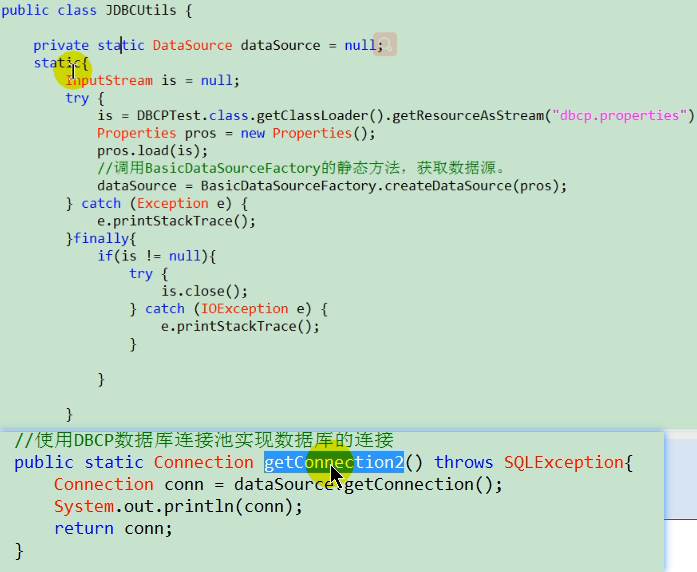 public class JDBCUtils {
private static DataSource dataSource = null;
static{
InputStream is = null;
try {
is = DBCPTest.class.getClassLoader().getResourceAsStream("dbcp.properties")
Properties pros = new Properties();
pros.load(is);
//调用BasicDataSourceFactory的静态方法，获取数据源。
dataSource = BasicDataSourceFactory.createDataSource(pros);
} catch (Exception e) {
e.printStackTrace();
}finally{
if(is != null){
try {
is.close();
} catch (IOException e) {
e.printStackTrace();
}
}
}
//使用DBCP数据库连接池实现数据库的连接
public static Connection getConnection2() throws SQLException{
Connection conn = dataSource.getConnection();
System.out.println(conn);
return conn;
}